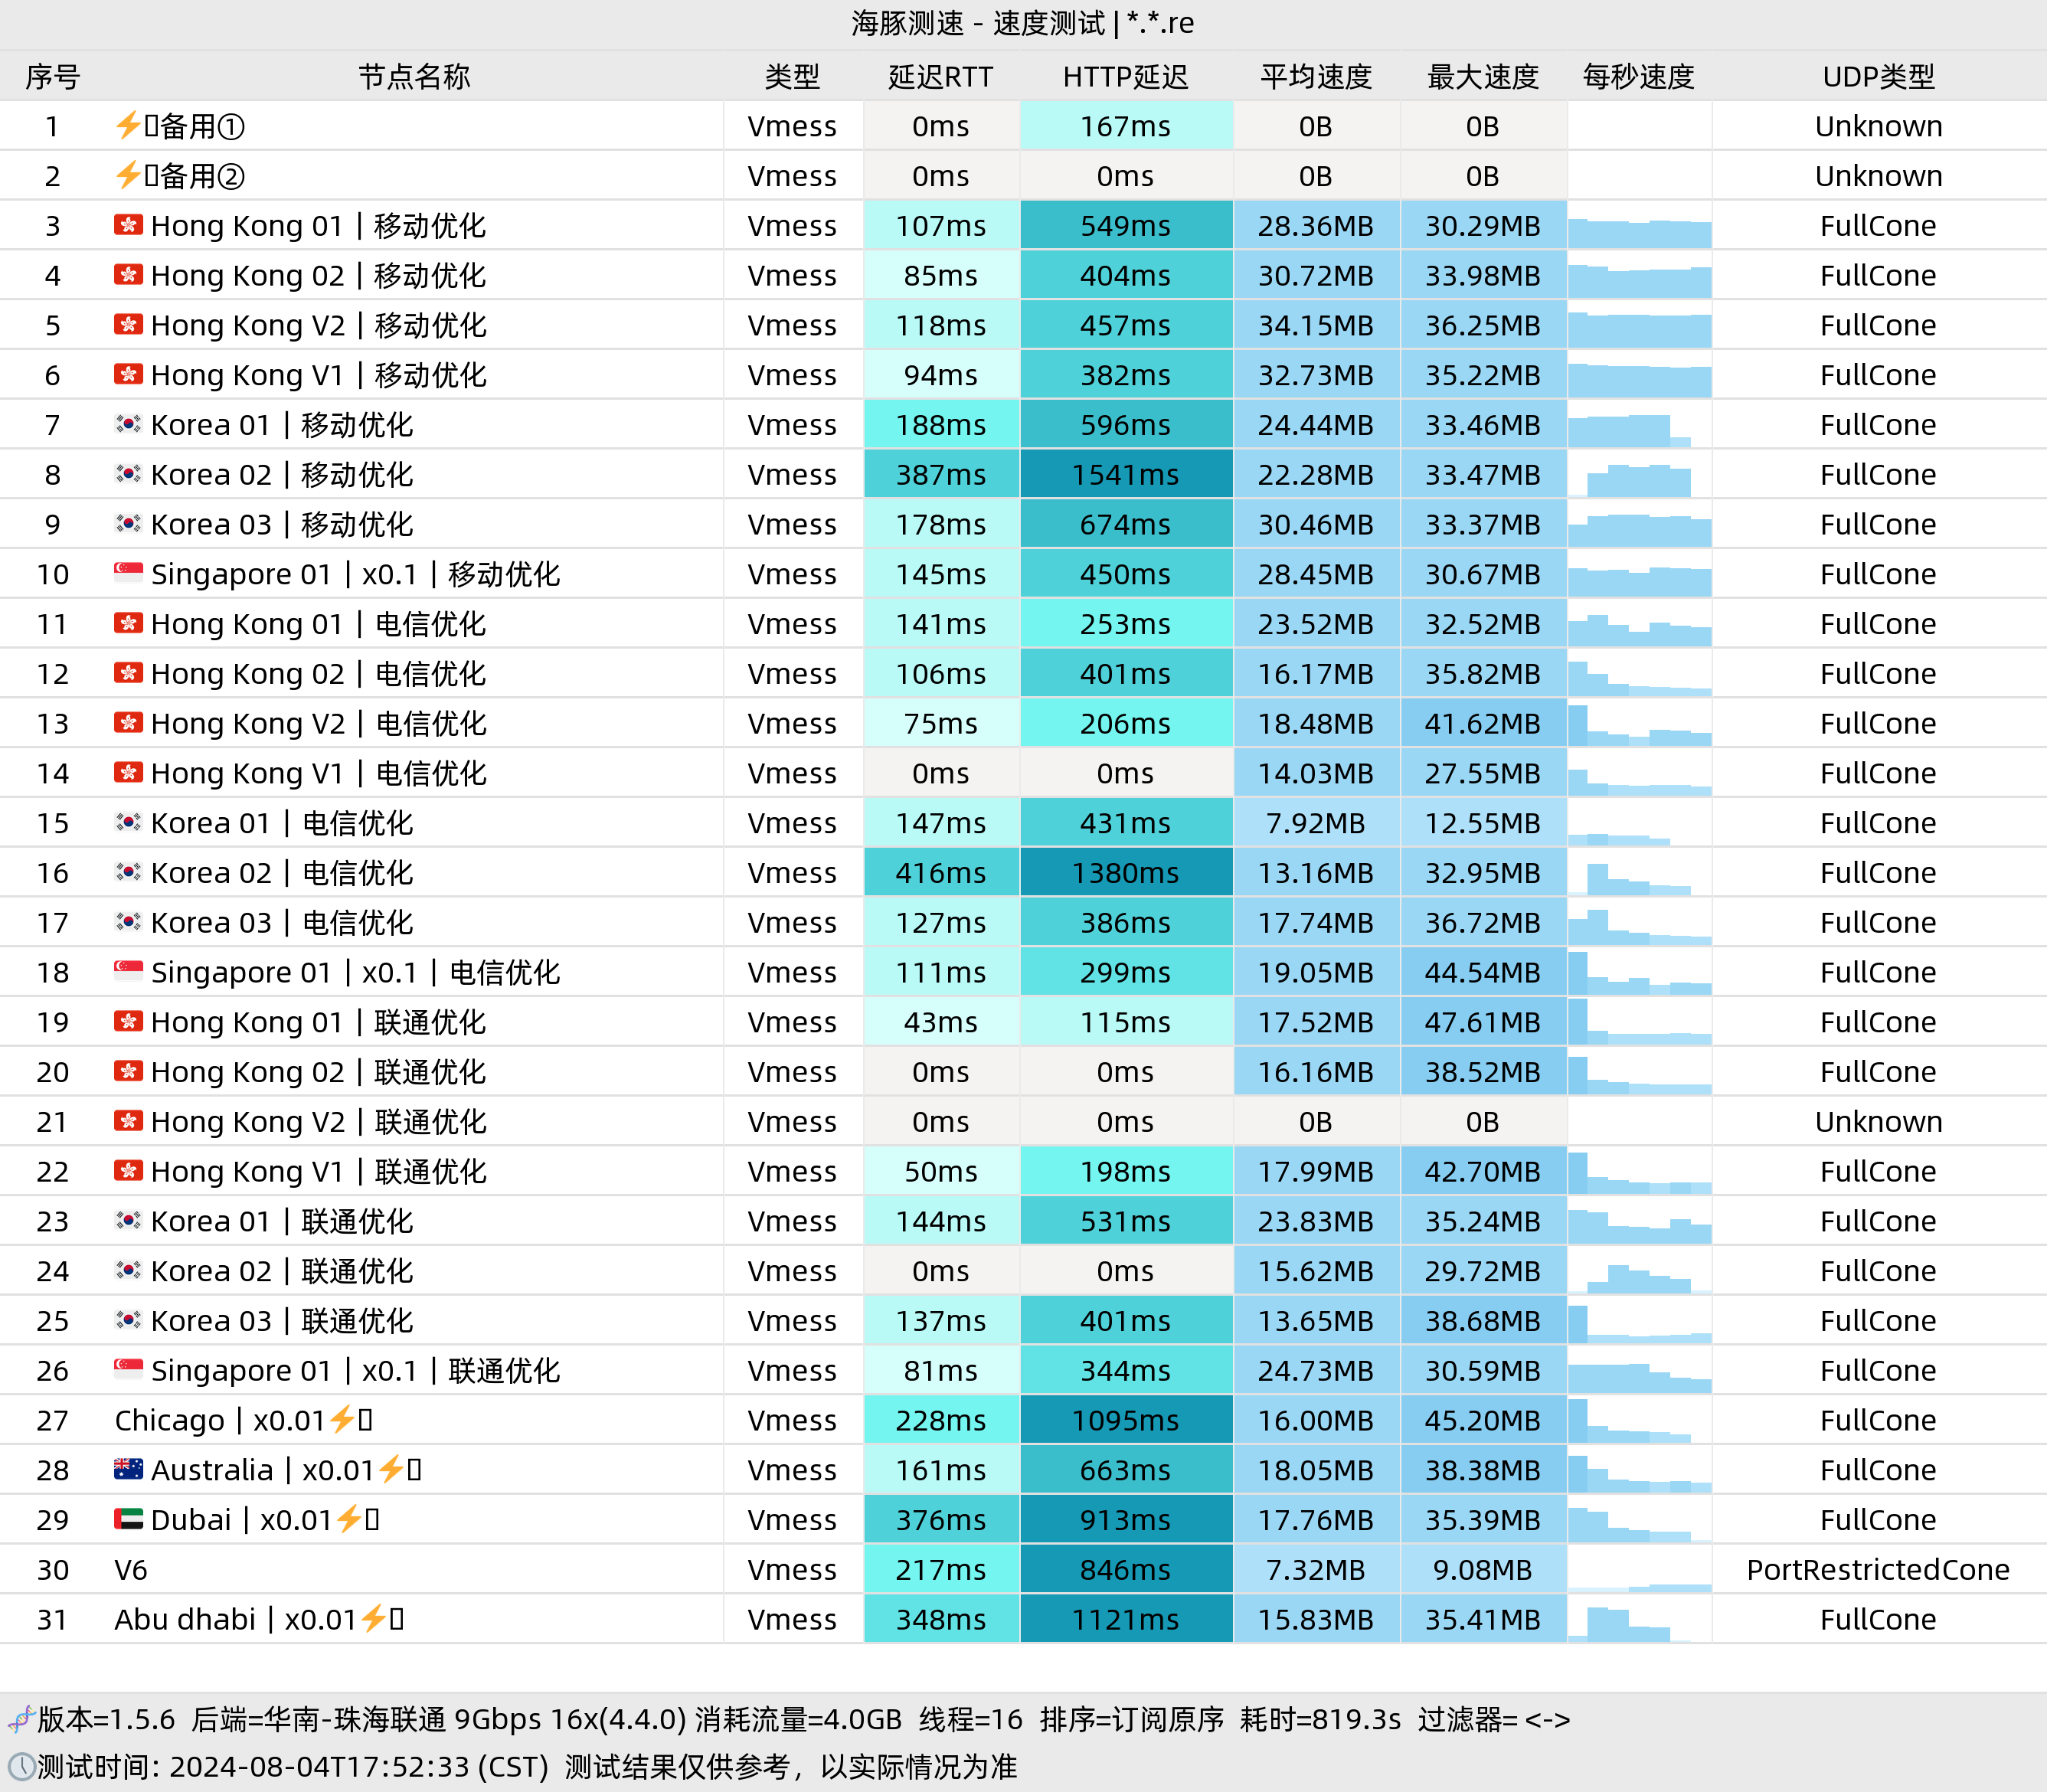 海豚测速 - 速度测试 | *.*.re
序号 节点名称 类型 延迟RTT HTTP延迟 平均速度 最大速度 每秒速度 UDP类型
1 ⚡备用① Vmess 0ms 167ms 0B 0B Unknown
2 ⚡备用② Vmess 0ms 0ms 0B 0B Unknown
3 🇭🇰 Hong Kong 01｜移动优化 Vmess 107ms 549ms 28.36MB 30.29MB FullCone
4 🇭🇰 Hong Kong 02｜移动优化 Vmess 85ms 404ms 30.72MB 33.98MB FullCone
5 🇭🇰 Hong Kong V2｜移动优化 Vmess 118ms 457ms 34.15MB 36.25MB FullCone
6 🇭🇰 Hong Kong V1｜移动优化 Vmess 94ms 382ms 32.73MB 35.22MB FullCone
7 🇰🇷 Korea 01｜移动优化 Vmess 188ms 596ms 24.44MB 33.46MB FullCone
8 🇰🇷 Korea 02｜移动优化 Vmess 387ms 1541ms 22.28MB 33.47MB FullCone
9 🇰🇷 Korea 03｜移动优化 Vmess 178ms 674ms 30.46MB 33.37MB FullCone
10 🇸🇬 Singapore 01｜x0.1｜移动优化 Vmess 145ms 450ms 28.45MB 30.67MB FullCone
11 🇭🇰 Hong Kong 01｜电信优化 Vmess 141ms 253ms 23.52MB 32.52MB FullCone
12 🇭🇰 Hong Kong 02｜电信优化 Vmess 106ms 401ms 16.17MB 35.82MB FullCone
13 🇭🇰 Hong Kong V2｜电信优化 Vmess 75ms 206ms 18.48MB 41.62MB FullCone
14 🇭🇰 Hong Kong V1｜电信优化 Vmess 0ms 0ms 14.03MB 27.55MB FullCone
15 🇰🇷 Korea 01｜电信优化 Vmess 147ms 431ms 7.92MB 12.55MB FullCone
16 🇰🇷 Korea 02｜电信优化 Vmess 416ms 1380ms 13.16MB 32.95MB FullCone
17 🇰🇷 Korea 03｜电信优化 Vmess 127ms 386ms 17.74MB 36.72MB FullCone
18 🇸🇬 Singapore 01｜x0.1｜电信优化 Vmess 111ms 299ms 19.05MB 44.54MB FullCone
19 🇭🇰 Hong Kong 01｜联通优化 Vmess 43ms 115ms 17.52MB 47.61MB FullCone
20 🇭🇰 Hong Kong 02｜联通优化 Vmess 0ms 0ms 16.16MB 38.52MB FullCone
21 🇭🇰 Hong Kong V2｜联通优化 Vmess 0ms 0ms 0B 0B Unknown
22 🇭🇰 Hong Kong V1｜联通优化 Vmess 50ms 198ms 17.99MB 42.70MB FullCone
23 🇰🇷 Korea 01｜联通优化 Vmess 144ms 531ms 23.83MB 35.24MB FullCone
24 🇰🇷 Korea 02｜联通优化 Vmess 0ms 0ms 15.62MB 29.72MB FullCone
25 🇰🇷 Korea 03｜联通优化 Vmess 137ms 401ms 13.65MB 38.68MB FullCone
26 🇸🇬 Singapore 01｜x0.1｜联通优化 Vmess 81ms 344ms 24.73MB 30.59MB FullCone
27 Chicago｜x0.01⚡ Vmess 228ms 1095ms 16.00MB 45.20MB FullCone
28 🇦🇺 Australia｜x0.01⚡ Vmess 161ms 663ms 18.05MB 38.38MB FullCone
29 🇦🇪 Dubai｜x0.01⚡ Vmess 376ms 913ms 17.76MB 35.39MB FullCone
30 V6 Vmess 217ms 846ms 7.32MB 9.08MB PortRestrictedCone
31 Abu dhabi｜x0.01⚡ Vmess 348ms 1121ms 15.83MB 35.41MB FullCone
🧬版本=1.5.6 后端=华南-珠海联通 9Gbps 16x(4.4.0) 消耗流量=4.0GB 线程=16 排序=订阅原序 耗时=819.3s 过滤器= <->
🕔测试时间: 2024-08-04T17:52:33 (CST) 测试结果仅供参考，以实际情况为准